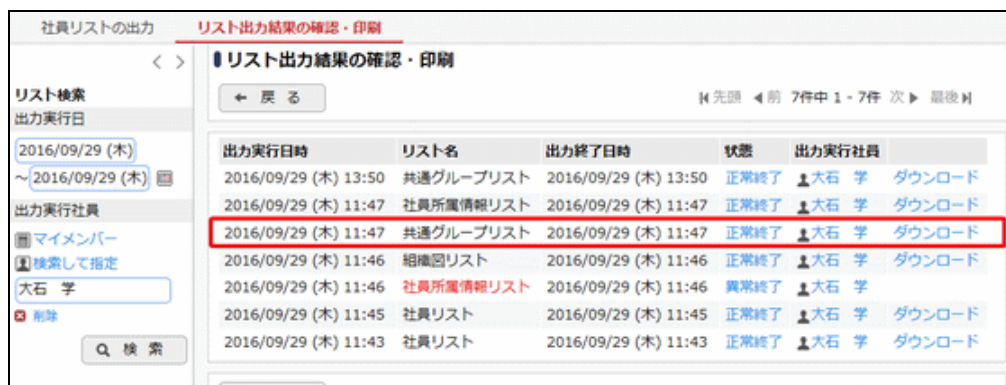 社員リストの出力 リスト出力結果の確認・印刷
リスト検索
出力実行日
2016/09/29 (木)
～2016/09/29 (木)
出力実行社員
マイメンバー
検索して指定
大石 学
削除
検索
リスト出力結果の確認・印刷
戻る
先頭 前 7件中 1 - 7件 次 最後
出力実行日時 リスト名 出力終了日時 状態 出力実行社員
2016/09/29 (木) 13:50 共通グループリスト 2016/09/29 (木) 13:50 正常終了 大石 学 ダウンロード
2016/09/29 (木) 11:47 社員所属情報リスト 2016/09/29 (木) 11:47 正常終了 大石 学 ダウンロード
2016/09/29 (木) 11:47 共通グループリスト 2016/09/29 (木) 11:47 正常終了 大石 学 ダウンロード
2016/09/29 (木) 11:46 組織図リスト 2016/09/29 (木) 11:46 正常終了 大石 学 ダウンロード
2016/09/29 (木) 11:46 社員所属情報リスト 2016/09/29 (木) 11:46 異常終了 大石 学
2016/09/29 (木) 11:45 社員リスト 2016/09/29 (木) 11:45 正常終了 大石 学 ダウンロード
2016/09/29 (木) 11:43 社員リスト 2016/09/29 (木) 11:43 正常終了 大石 学 ダウンロード